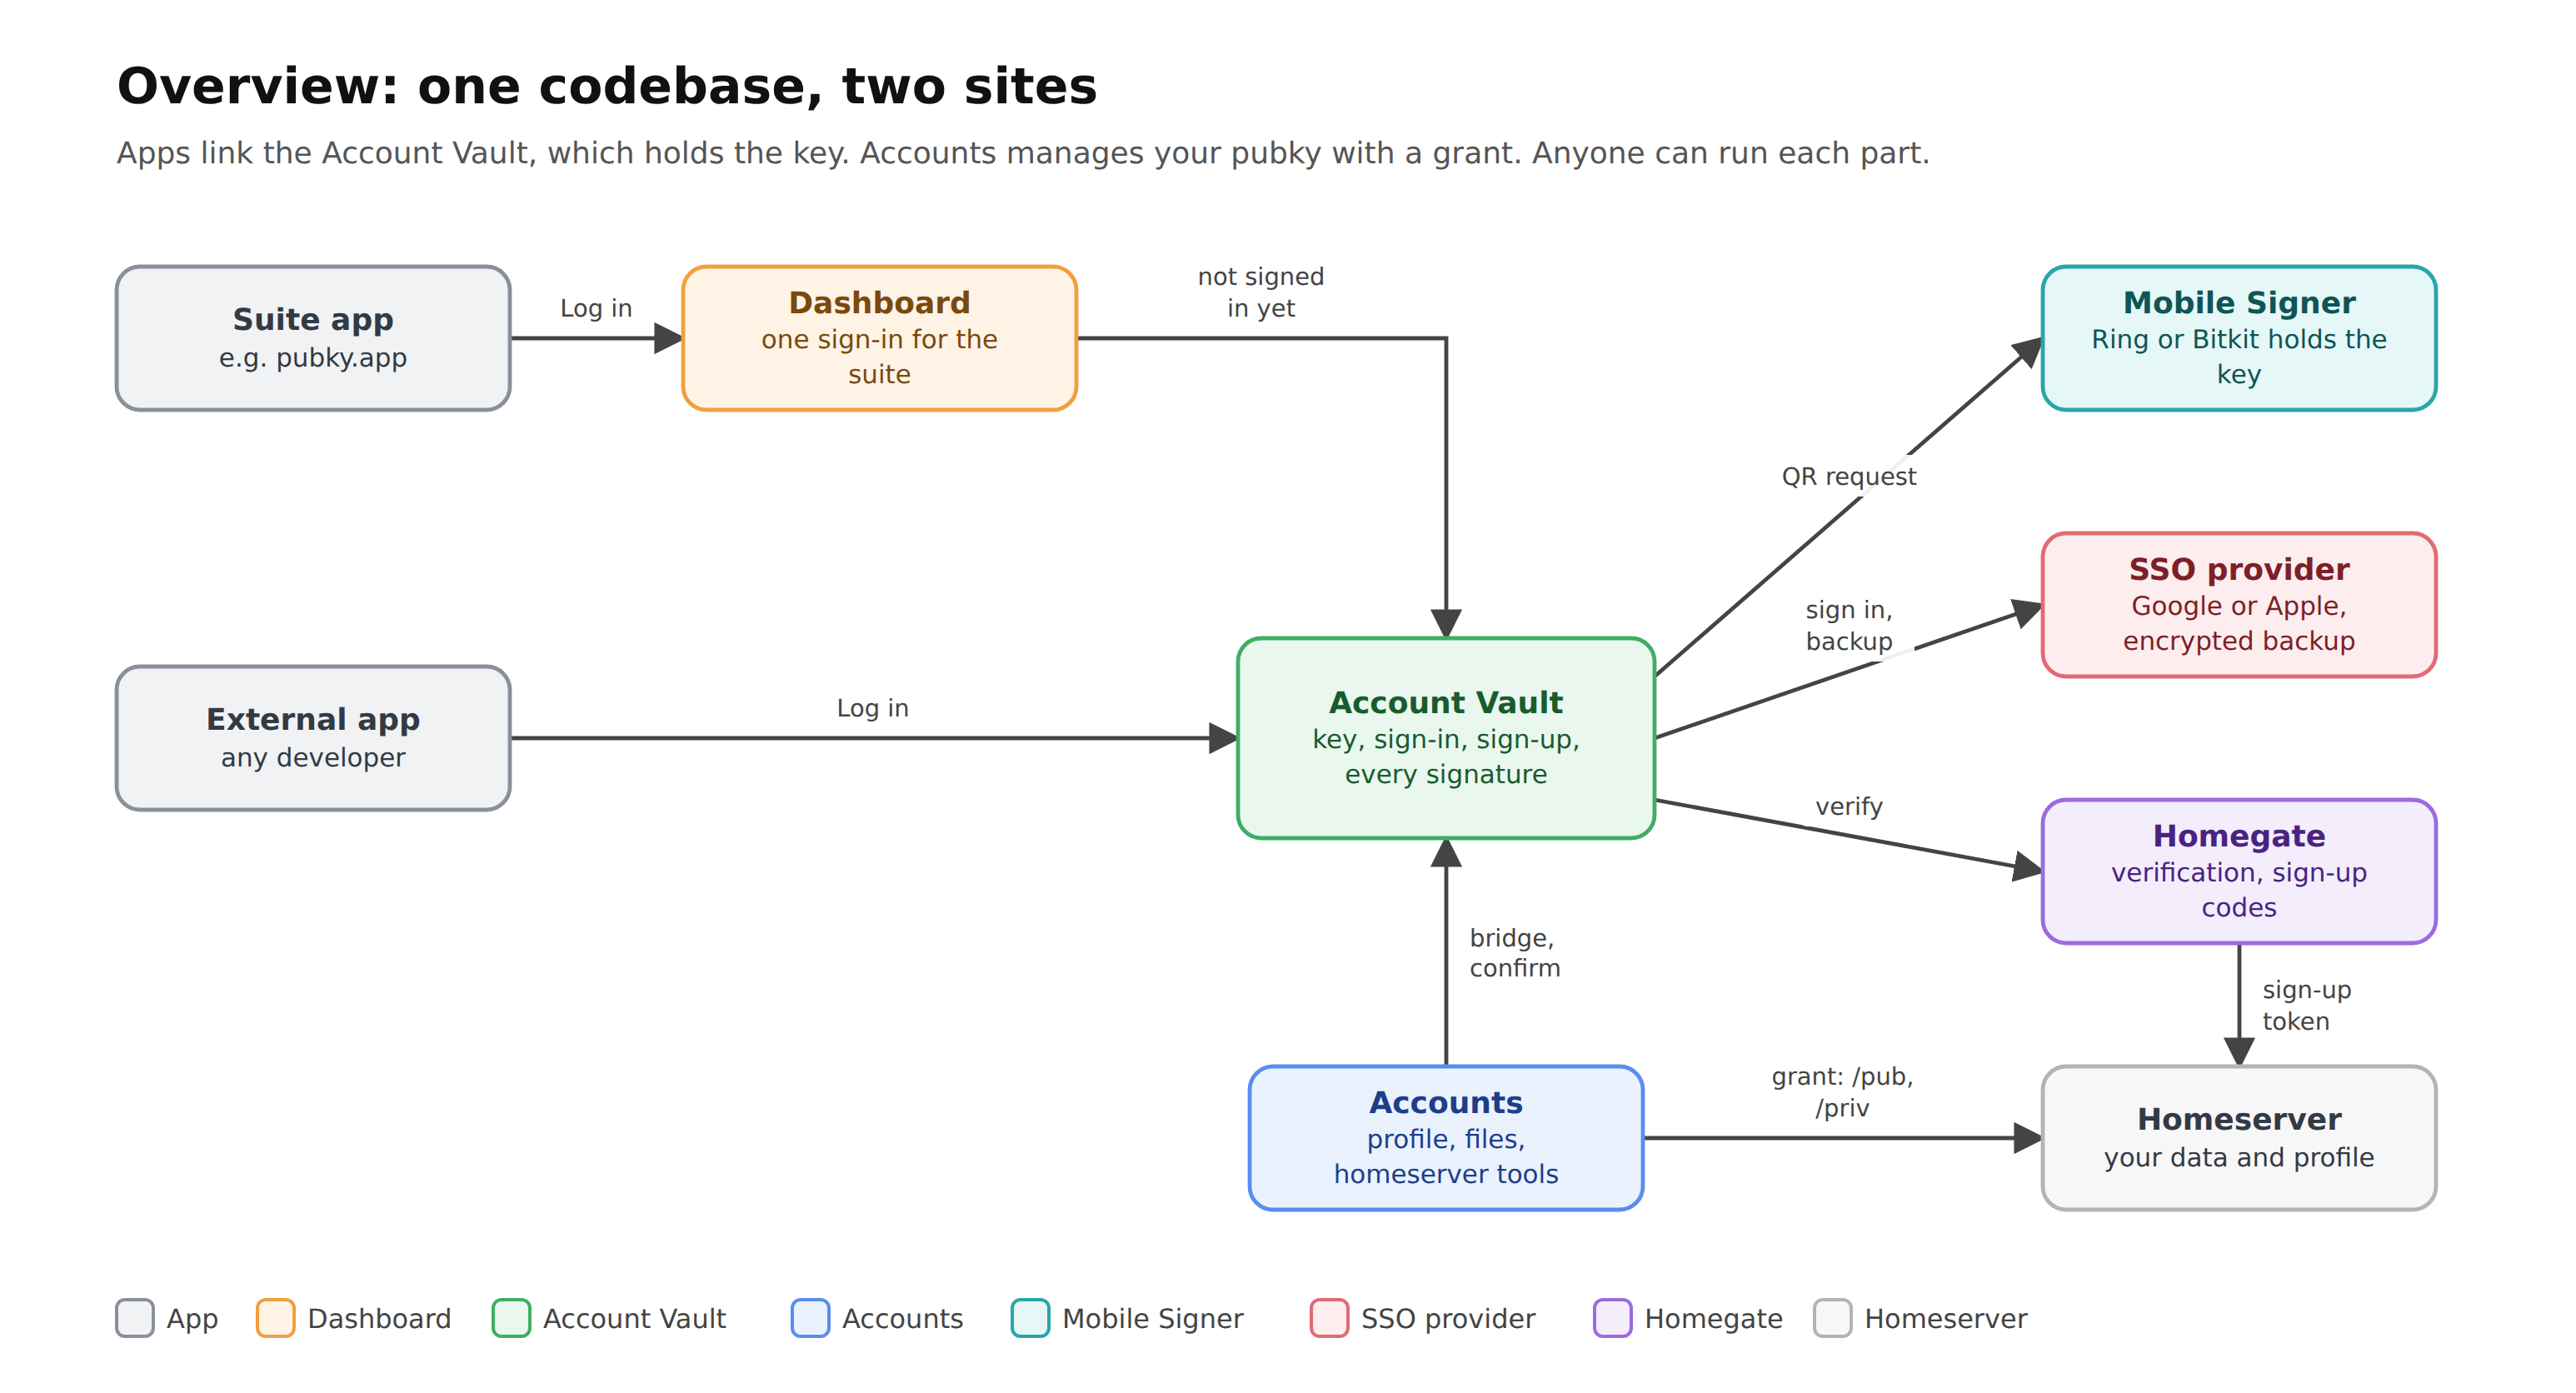 Overview: one codebase, two sites
Apps link the Account Vault, which holds the key. Accounts manages your pubky with a grant. Anyone can run each part.
Suite app
e.g. pubky.app
Log in
Dashboard
one sign-in for the
suite
not signed
in yet
Mobile Signer
Ring or Bitkit holds the
key
QR request
SSO provider
Google or Apple,
encrypted backup
sign in,
backup
External app
any developer
Log in
Account Vault
key, sign-in, sign-up,
every signature
verify
Homegate
verification, sign-up
codes
bridge,
confirm
sign-up
token
Accounts
profile, files,
homeserver tools
grant: /pub,
/priv
Homeserver
your data and profile
App
Dashboard
Account Vault
Accounts
Mobile Signer
SSO provider
Homegate
Homeserver